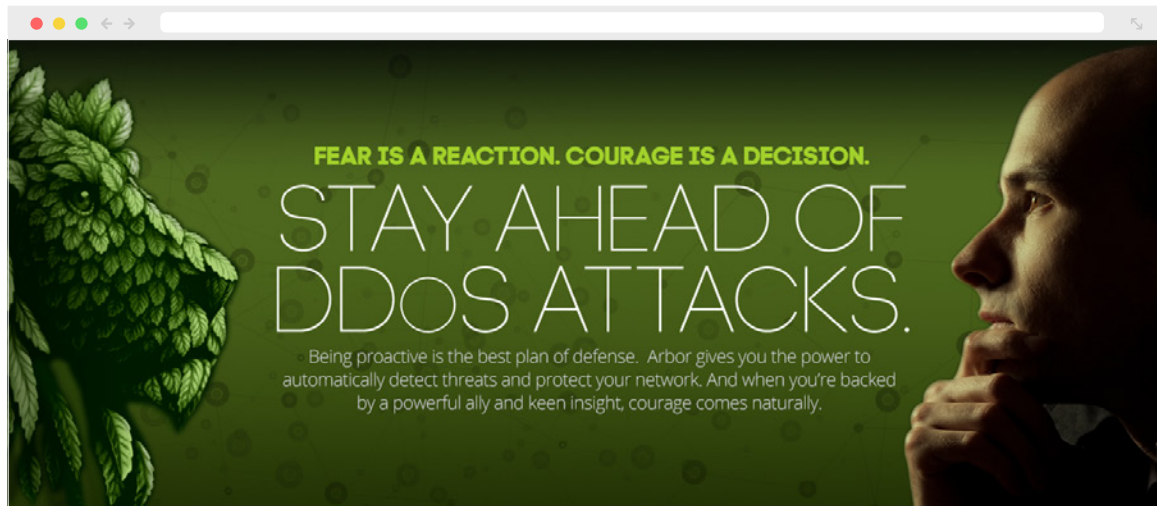 FEAR IS A REACTION. COURAGE IS A DECISION.
STAY AHEAD OF
DDoS ATTACKS.
Being proactive is the best plan of defense. Arbor gives you the power to
automatically detect threats and protect your network. And when you’re backed
by a powerful ally and keen insight, courage comes naturally.